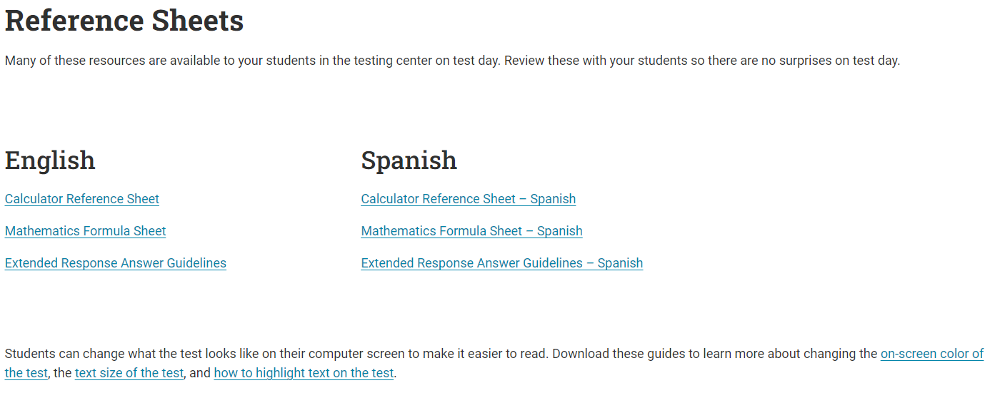 Reference Sheets
Many of these resources are available to your students in the testing center on test day. Review these with your students so there are no surprises on test day.
English
Calculator Reference Sheet
Mathematics Formula Sheet
Extended Response Answer Guidelines
Spanish
Calculator Reference Sheet – Spanish
Mathematics Formula Sheet – Spanish
Extended Response Answer Guidelines – Spanish
Students can change what the test looks like on their computer screen to make it easier to read. Download these guides to learn more about changing the on-screen color of
the test, the text size of the test, and how to highlight text on the test.